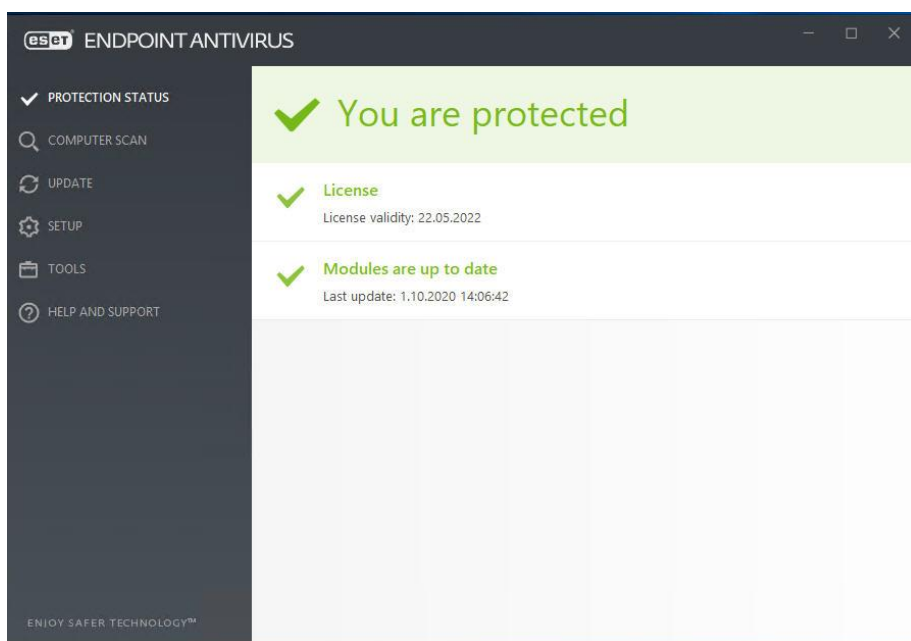 eset ENDPOINT ANTIVIRUS
PROTECTION STATUS
COMPUTER SCAN
UPDATE
SETUP
TOOLS
HELP AND SUPPORT
ENJOY SAFER TECHNOLOGY™
You are protected
License
License validity: 22.05.2022
Modules are up to date
Last update: 1.10.2020 14:06:42